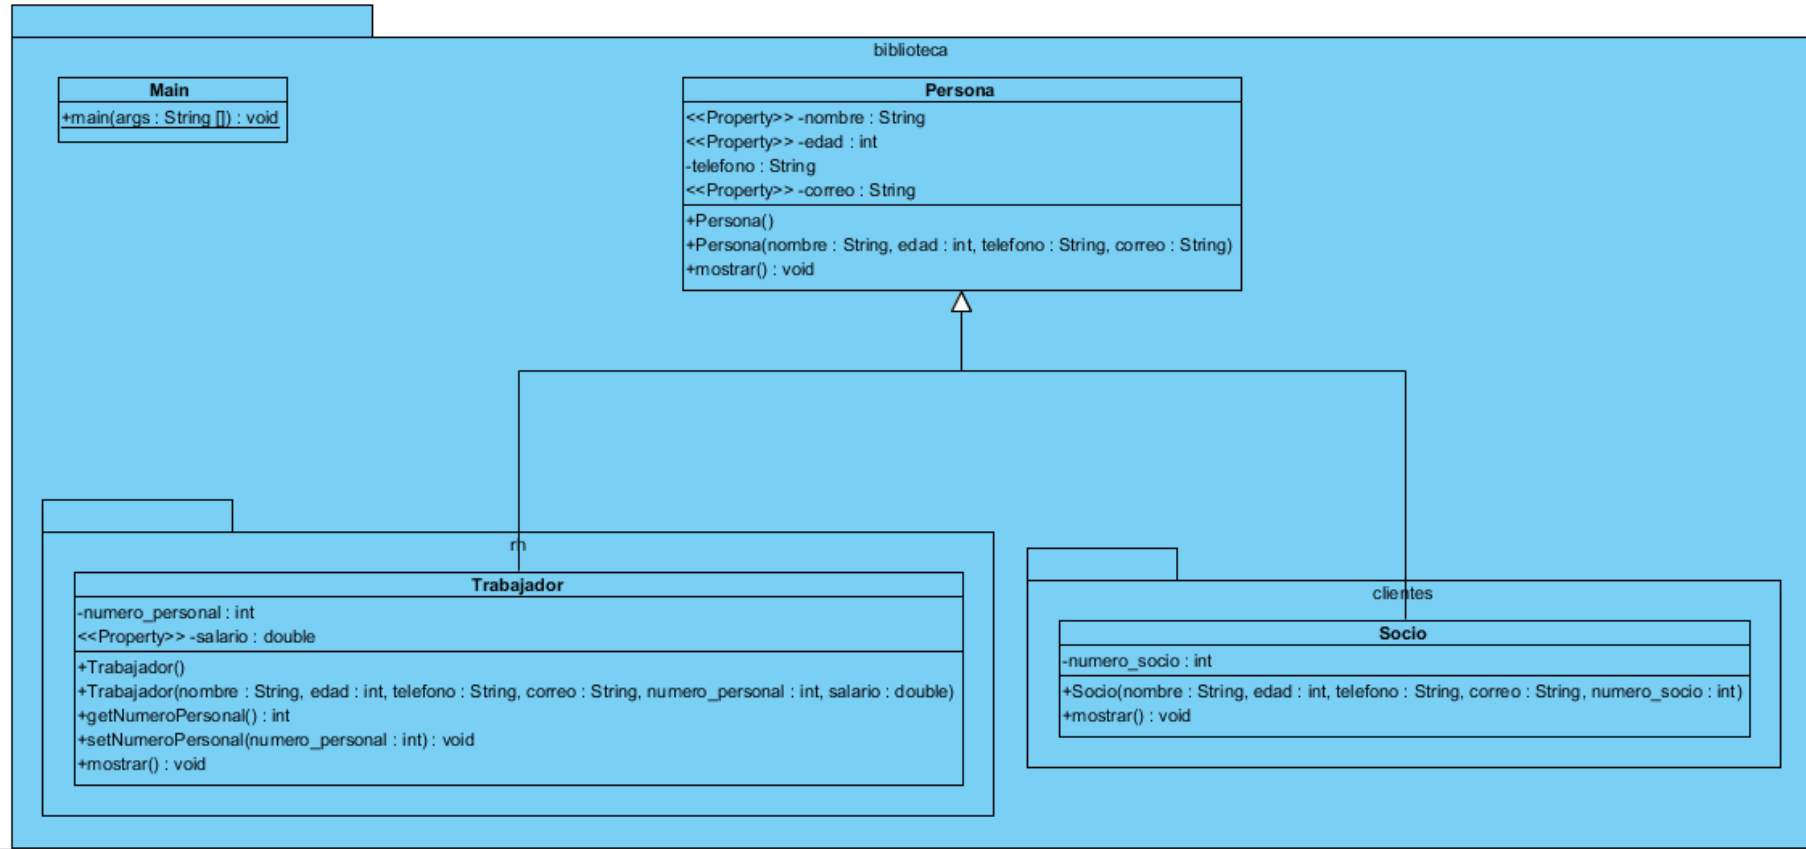 biblioteca
Main
+main(args : String []) : void
Persona
<<Property>> -nombre : String
<<Property>> -edad : int
-telefono : String
<<Property>> -correo : String
+Persona()
+Persona(nombre : String, edad : int, telefono : String, correo : String)
+mostrar() : void
rh
Trabajador
-numero_personal : int
<<Property>> -salario : double
+Trabajador()
+Trabajador(nombre : String, edad : int, telefono : String, correo : String, numero_personal : int, salario : double)
+getNumeroPersonal() : int
+setNumeroPersonal(numero_personal : int) : void
+mostrar() : void
clientes
Socio
-numero_socio : int
+Socio(nombre : String, edad : int, telefono : String, correo : String, numero_socio : int)
+mostrar() : void